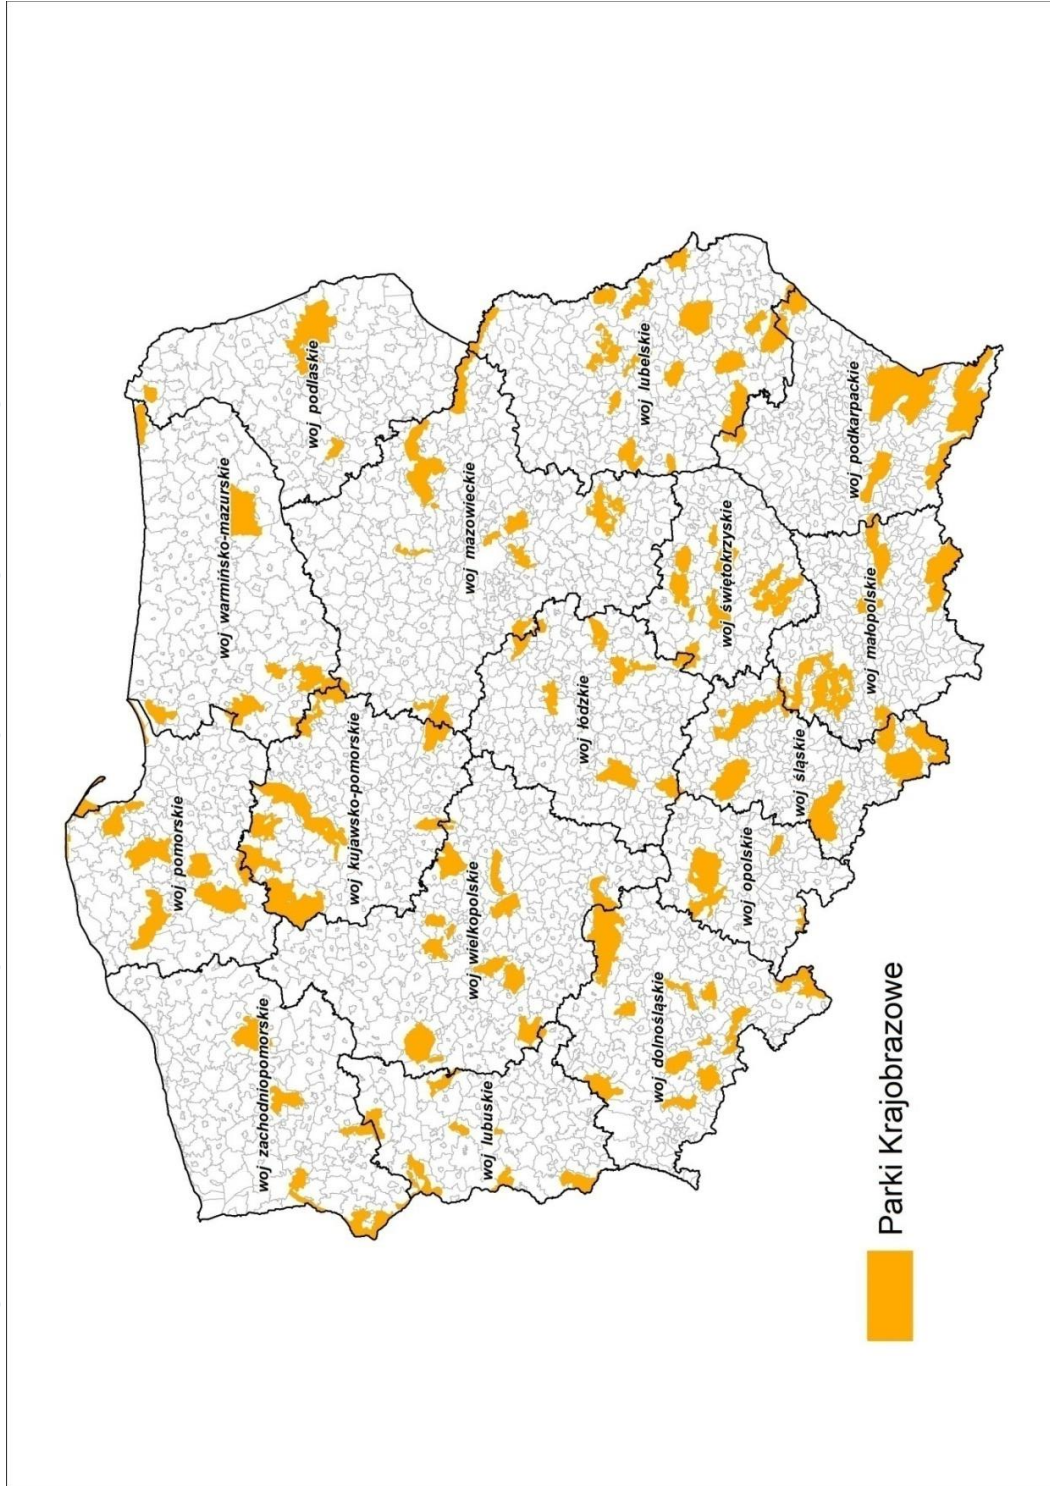 woj zachodniopomorskie
woj pomorskie
woj warmińsko-mazurskie
woj podlaskie
woj lubuskie
woj wielkopolskie
woj kujawsko-pomorskie
woj mazowieckie
woj łódzkie
woj lubelskie
woj dolnośląskie
woj opolskie
woj śląskie
woj świętokrzyskie
woj małopolskie
woj podkarpackie
Parki Krajobrazowe